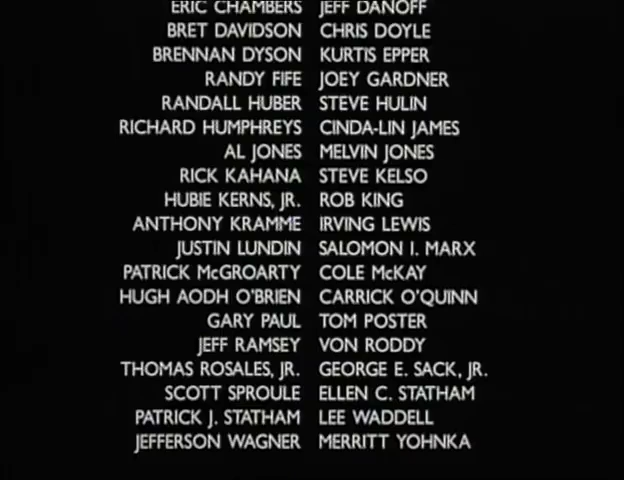 ERIC CHAMBERS JEFF DANOFF
BRET DAVIDSON CHRIS DOYLE
BRENNAN DYSON KURTIS EPPER
RANDY FIFE JOEY GARDNER
RANDALL HUBER STEVE HULIN
RICHARD HUMPHREYS CINDA-LIN JAMES
AL JONES MELVIN JONES
RICK KAHANA STEVE KELSO
HUBIE KERNS, JR. ROB KING
ANTHONY KRAMME IRVING LEWIS
JUSTIN LUNDIN SALOMON I. MARX
PATRICK McGROARTY COLE McKAY
HUGH AODH O'BRIEN CARRICK O'QUINN
GARY PAUL TOM POSTER
JEFF RAMSEY VON RODDY
THOMAS ROSALES, JR. GEORGE E. SACK, JR.
SCOTT SPROULE ELLEN C. STATHAM
PATRICK J. STATHAM LEE WADDELL
JEFFERSON WAGNER MERRITT YOHNKA